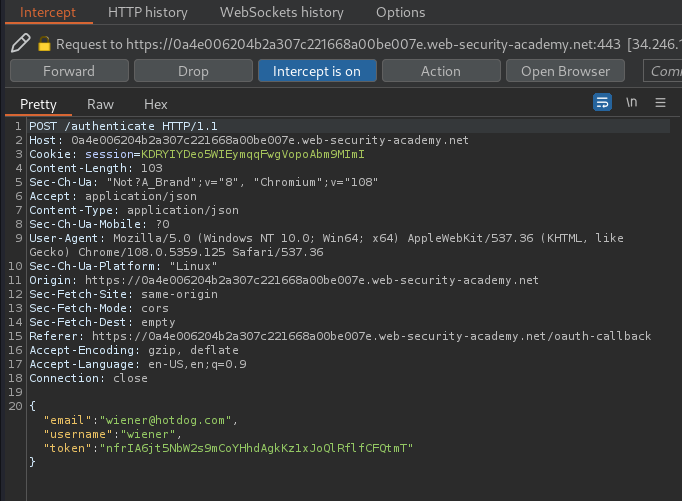 Intercept HTTP history WebSockets history Options
Request to https://0a4e006204b2a307c221668a00be007e.web-security-academy.net:443 [34.246.1
Forward Drop Intercept is on Action Open Browser Comm
Pretty Raw Hex \n
1 POST /authenticate HTTP/1.1
2 Host: 0a4e006204b2a307c221668a00be007e.web-security-academy.net
3 Cookie: session=KDRYIYDeo5WIEymqqFwgVopoAbm9MImI
4 Content-Length: 103
5 Sec-Ch-Ua: "Not?A_Brand";v="8", "Chromium";v="108"
6 Accept: application/json
7 Content-Type: application/json
8 Sec-Ch-Ua-Mobile: ?0
9 User-Agent: Mozilla/5.0 (Windows NT 10.0; Win64; x64) AppleWebKit/537.36 (KHTML, like
Gecko) Chrome/108.0.5359.125 Safari/537.36
10 Sec-Ch-Ua-Platform: "Linux"
11 Origin: https://0a4e006204b2a307c221668a00be007e.web-security-academy.net
12 Sec-Fetch-Site: same-origin
13 Sec-Fetch-Mode: cors
14 Sec-Fetch-Dest: empty
15 Referer: https://0a4e006204b2a307c221668a00be007e.web-security-academy.net/oauth-callback
16 Accept-Encoding: gzip, deflate
17 Accept-Language: en-US,en;q=0.9
18 Connection: close
19
20 {
"email":"wiener@hotdog.com",
"username":"wiener",
"token":"nfrIA6jt5NbW2s9mCoYHhdAgkKz1xJoQlRflfCFQtmT"
}